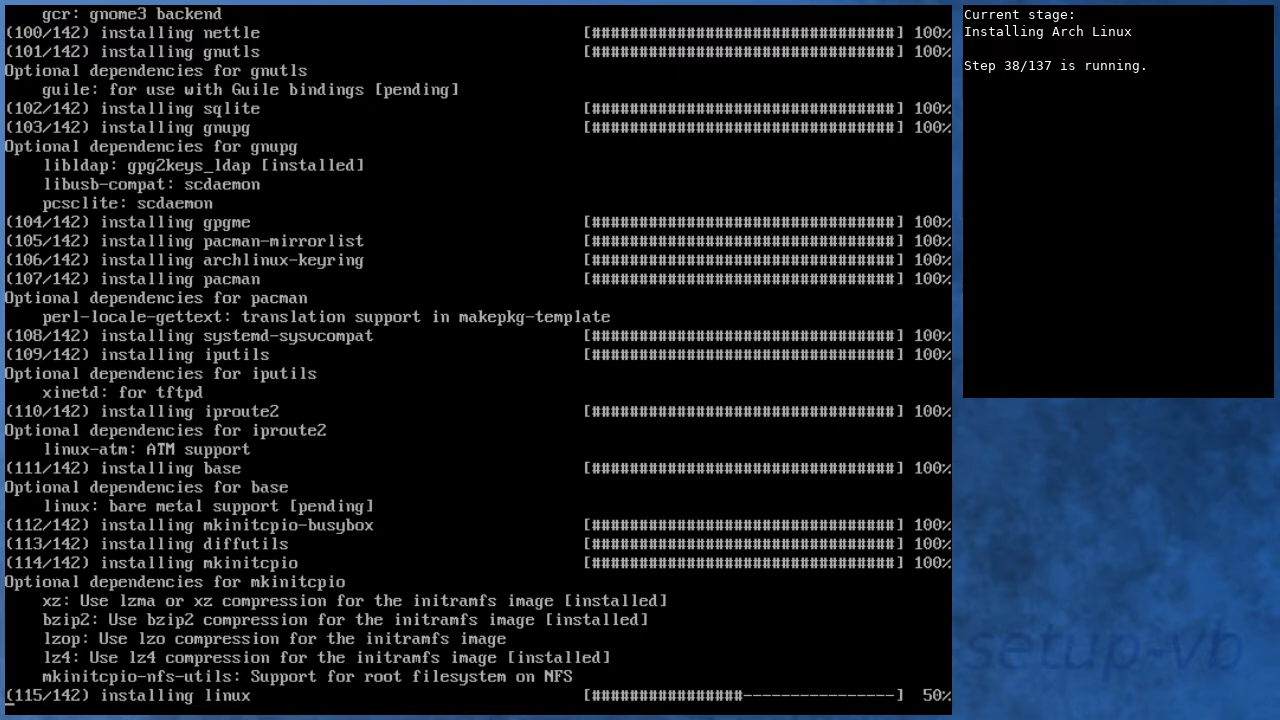 gcr: gnome3 backend
(100/142) installing nettle [################################] 100%
(101/142) installing gnutls [################################] 100%
Optional dependencies for gnutls
    guile: for use with Guile bindings [pending]
(102/142) installing sqlite [################################] 100%
(103/142) installing gnupg [################################] 100%
Optional dependencies for gnupg
    libldap: gpg2keys_ldap [installed]
    libusb-compat: scdaemon
    pcsclite: scdaemon
(104/142) installing gpgme [################################] 100%
(105/142) installing pacman-mirrorlist [################################] 100%
(106/142) installing archlinux-keyring [################################] 100%
(107/142) installing pacman [################################] 100%
Optional dependencies for pacman
    perl-locale-gettext: translation support in makepkg-template
(108/142) installing systemd-sysvcompat [################################] 100%
(109/142) installing iputils [################################] 100%
Optional dependencies for iputils
    xinetd: for tftpd
(110/142) installing iproute2 [################################] 100%
Optional dependencies for iproute2
    linux-atm: ATM support
(111/142) installing base [################################] 100%
Optional dependencies for base
    linux: bare metal support [pending]
(112/142) installing mkinitcpio-busybox [################################] 100%
(113/142) installing diffutils [################################] 100%
(114/142) installing mkinitcpio [################################] 100%
Optional dependencies for mkinitcpio
    xz: Use lzma or xz compression for the initramfs image [installed]
    bzip2: Use bzip2 compression for the initramfs image [installed]
    lzop: Use lzo compression for the initramfs image
    lz4: Use lz4 compression for the initramfs image [installed]
    mkinitcpio-nfs-utils: Support for root filesystem on NFS
(115/142) installing linux [################----------------] 50%
Current stage:
Installing Arch Linux
Step 38/137 is running.
setup-vb